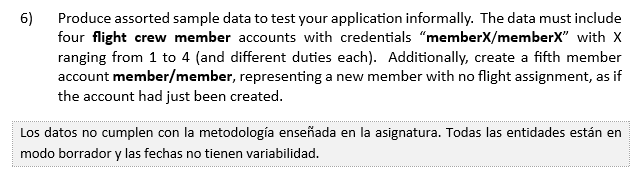 6) Produce assorted sample data to test your application informally. The data must include
four flight crew member accounts with credentials “memberX/memberX” with X
ranging from 1 to 4 (and different duties each). Additionally, create a fifth member
account member/member, representing a new member with no flight assignment, as if
the account had just been created.
Los datos no cumplen con la metodología enseñada en la asignatura. Todas las entidades están en
modo borrador y las fechas no tienen variabilidad.